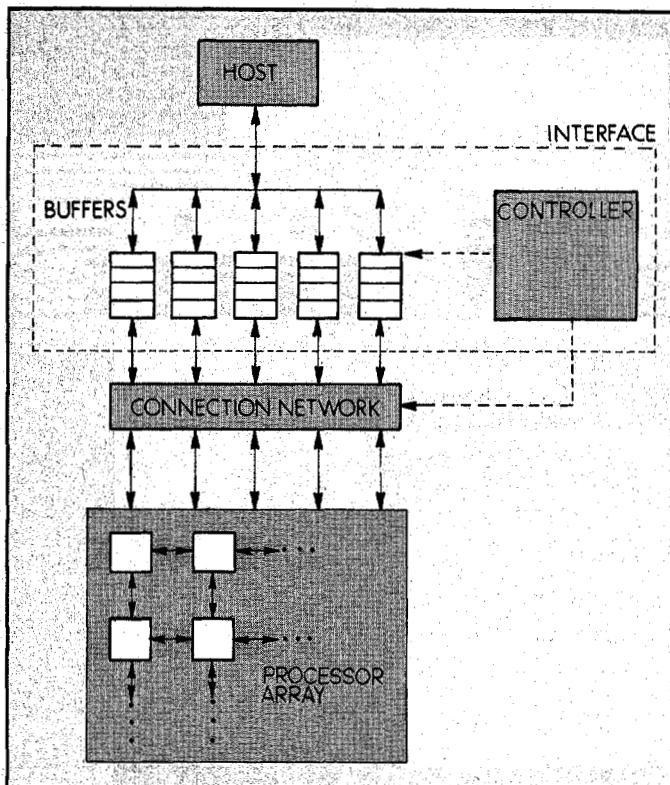 HOST
INTERFACE
BUFFERS
CONTROLLER
CONNECTION NETWORK
PROCESSOR
ARRAY